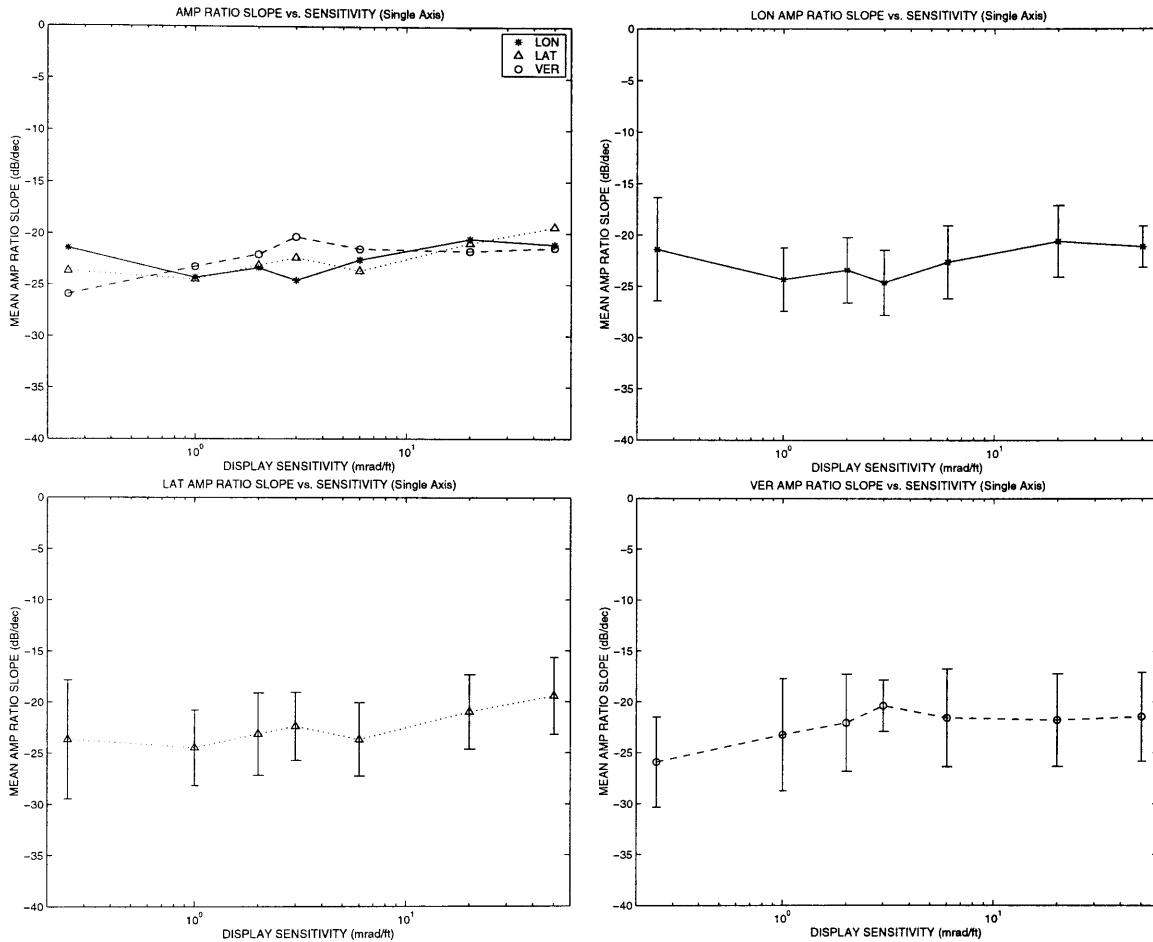 AMP RATIO SLOPE vs. SENSITIVITY (Single Axis)
0
−5
−10
−15
−20
−25
−30
−35
−40
MEAN AMP RATIO SLOPE (dB/dec)
LON
LAT
VER
10⁰
10¹
DISPLAY SENSITIVITY (mrad/ft)
LON AMP RATIO SLOPE vs. SENSITIVITY (Single Axis)
0
−5
−10
−15
−20
−25
−30
−35
−40
MEAN AMP RATIO SLOPE (dB/dec)
10⁰
10¹
DISPLAY SENSITIVITY (mrad/ft)
LAT AMP RATIO SLOPE vs. SENSITIVITY (Single Axis)
0
−5
−10
−15
−20
−25
−30
−35
−40
MEAN AMP RATIO SLOPE (dB/dec)
10⁰
10¹
DISPLAY SENSITIVITY (mrad/ft)
VER AMP RATIO SLOPE vs. SENSITIVITY (Single Axis)
0
−5
−10
−15
−20
−25
−30
−35
−40
MEAN AMP RATIO SLOPE (dB/dec)
10⁰
10¹
DISPLAY SENSITIVITY (mrad/ft)